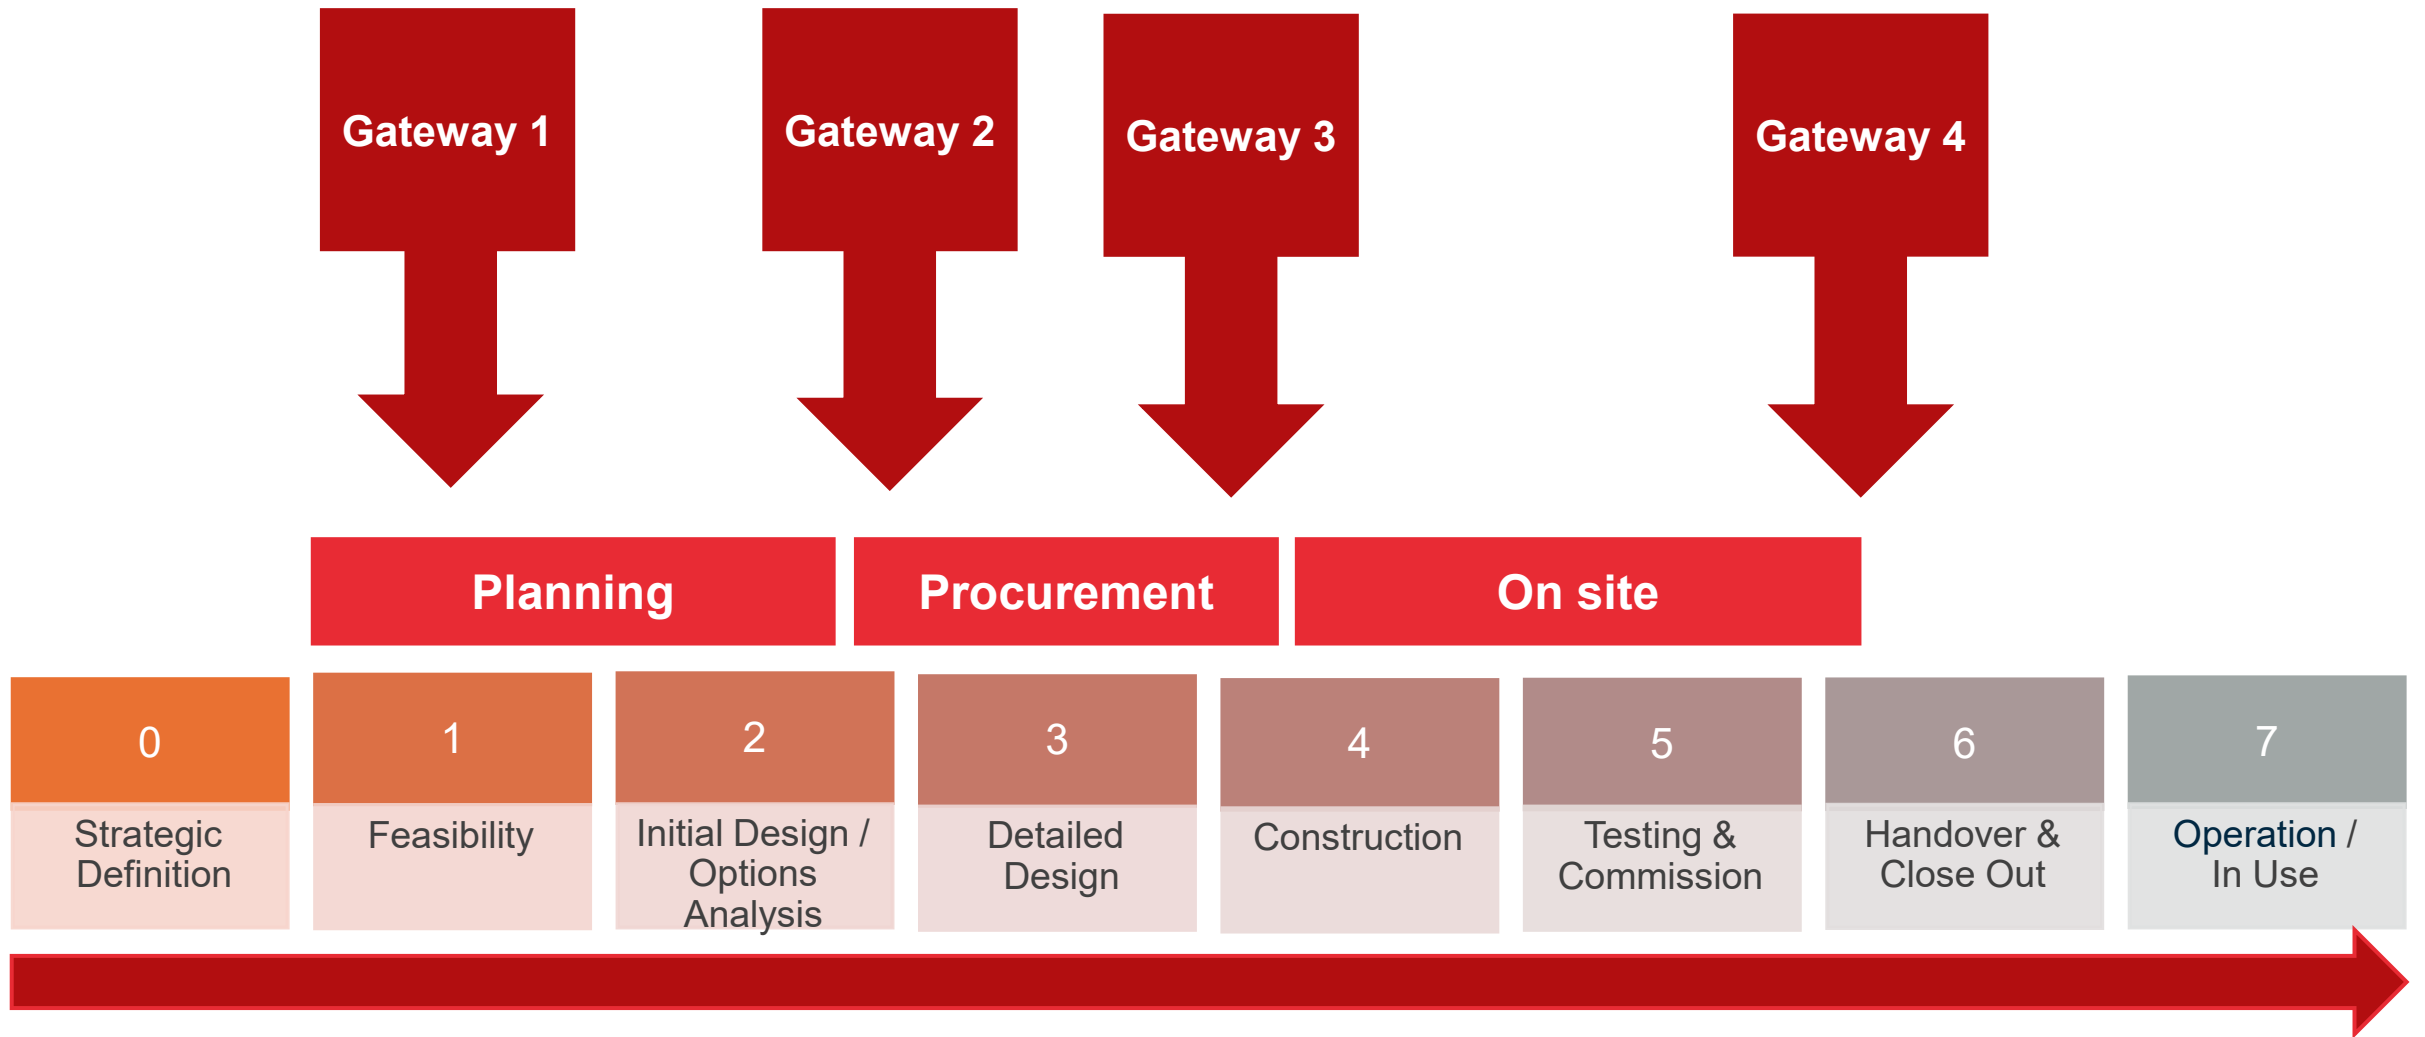 Gateway 1
Gateway 2
Gateway 3
Gateway 4
Planning
Procurement
On site
0
Strategic
Definition
1
Feasibility
2
Initial Design /
Options
Analysis
3
Detailed
Design
4
Construction
5
Testing &
Commission
6
Handover &
Close Out
7
Operation /
In Use